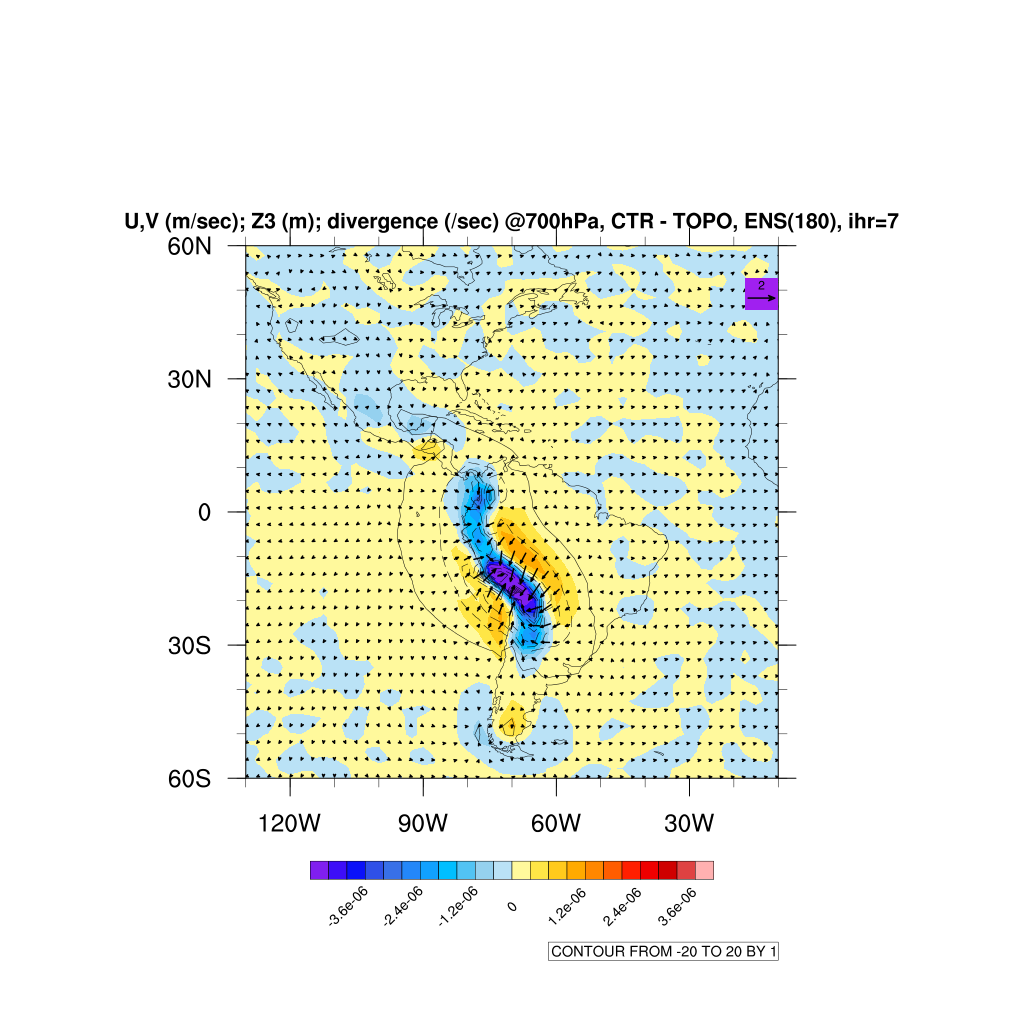 U,V (m/sec); Z3 (m); divergence (/sec) @700hPa, CTR - TOPO, ENS(180), ihr=7
60N
2
30N
0
30S
60S
120W 90W 60W 30W
-3.6e-06 -2.4e-06 -1.2e-06 0 1.2e-06 2.4e-06 3.6e-06
CONTOUR FROM -20 TO 20 BY 1